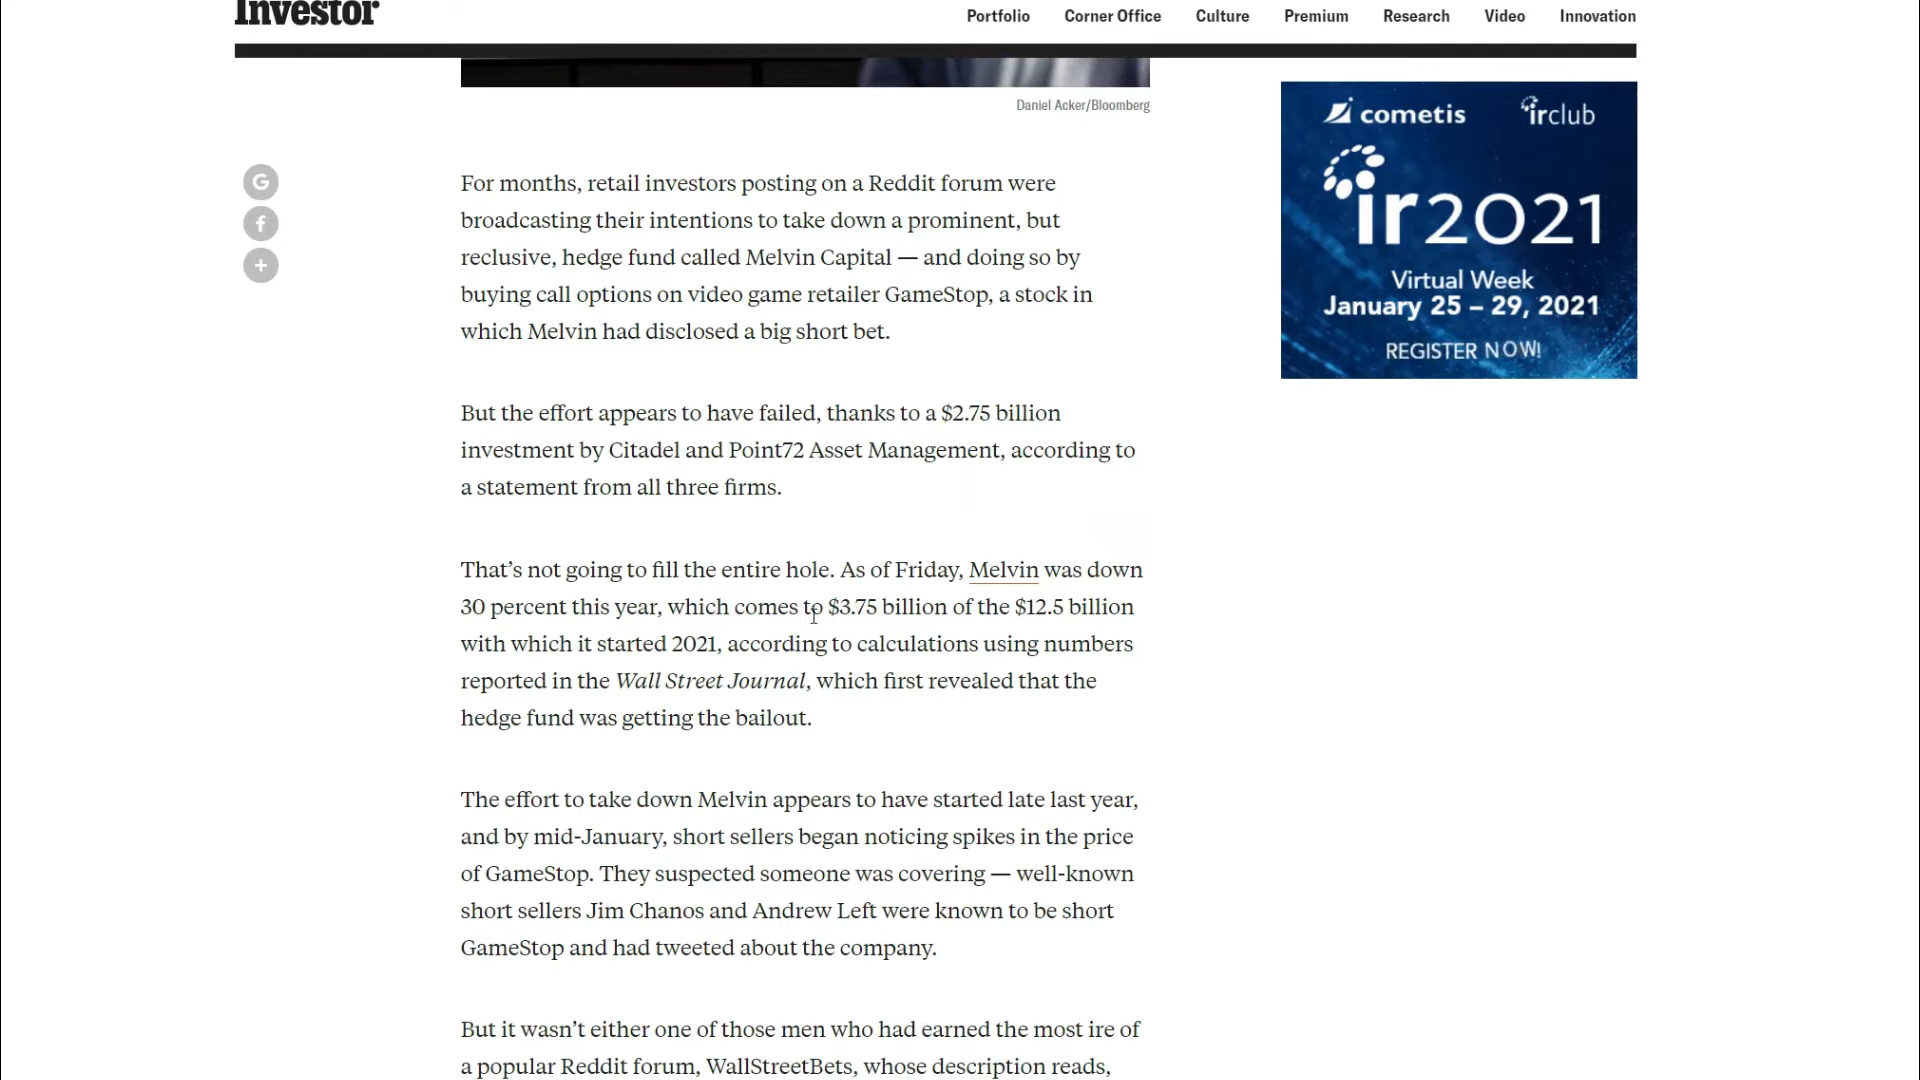 Investor
Portfolio Corner Office Culture Premium Research Video Innovation
Daniel Acker/Bloomberg
For months, retail investors posting on a Reddit forum were
broadcasting their intentions to take down a prominent, but
reclusive, hedge fund called Melvin Capital — and doing so by
buying call options on video game retailer GameStop, a stock in
which Melvin had disclosed a big short bet.
But the effort appears to have failed, thanks to a $2.75 billion
investment by Citadel and Point72 Asset Management, according to
a statement from all three firms.
That’s not going to fill the entire hole. As of Friday, Melvin was down
30 percent this year, which comes to $3.75 billion of the $12.5 billion
with which it started 2021, according to calculations using numbers
reported in the Wall Street Journal, which first revealed that the
hedge fund was getting the bailout.
The effort to take down Melvin appears to have started late last year,
and by mid-January, short sellers began noticing spikes in the price
of GameStop. They suspected someone was covering — well-known
short sellers Jim Chanos and Andrew Left were known to be short
GameStop and had tweeted about the company.
But it wasn’t either one of those men who had earned the most ire of
a popular Reddit forum, WallStreetBets, whose description reads,
G
f
+
cometis irclub
ir2021
Virtual Week
January 25 – 29, 2021
REGISTER NOW!